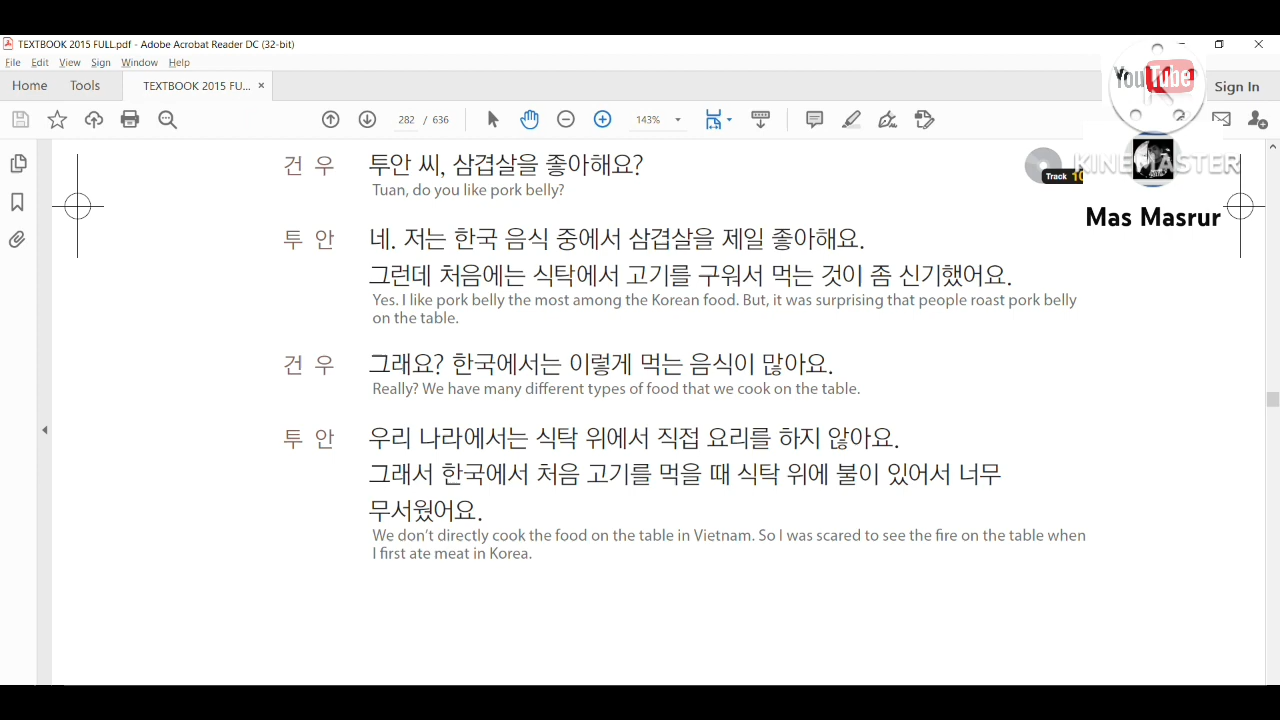 TEXTBOOK 2015 FULL.pdf - Adobe Acrobat Reader DC (32-bit)
File Edit View Sign Window Help
Home Tools TEXTBOOK 2015 FU... × Sign In
282 / 636 143%
YouTube
KINEMASTER
Mas Masrur
건 우 투안 씨, 삼겹살을 좋아해요? Track
Tuan, do you like pork belly?
투 안 네. 저는 한국 음식 중에서 삼겹살을 제일 좋아해요.
그런데 처음에는 식탁에서 고기를 구워서 먹는 것이 좀 신기했어요.
Yes. I like pork belly the most among the Korean food. But, it was surprising that people roast pork belly
on the table.
건 우 그래요? 한국에서는 이렇게 먹는 음식이 많아요.
Really? We have many different types of food that we cook on the table.
투 안 우리 나라에서는 식탁 위에서 직접 요리를 하지 않아요.
그래서 한국에서 처음 고기를 먹을 때 식탁 위에 불이 있어서 너무
무서웠어요.
We don't directly cook the food on the table in Vietnam. So I was scared to see the fire on the table when
I first ate meat in Korea.